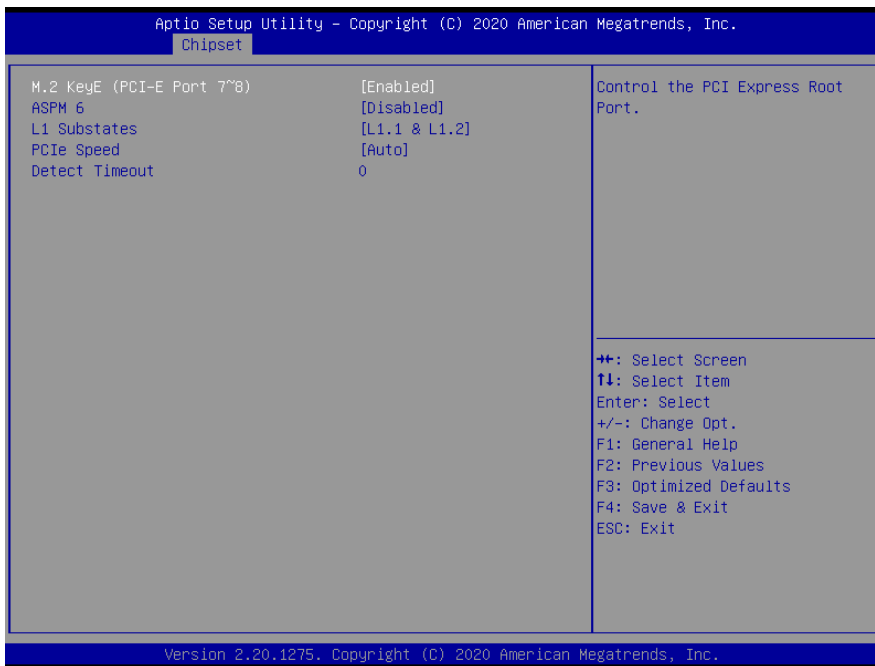 Aptio Setup Utility – Copyright (C) 2020 American Megatrends, Inc.
Chipset
M.2 KeyE (PCI-E Port 7~8) [Enabled]
ASPM 6 [Disabled]
L1 Substates [L1.1 & L1.2]
PCIe Speed [Auto]
Detect Timeout 0
Control the PCI Express Root
Port.
→←: Select Screen
↑↓: Select Item
Enter: Select
+/-: Change Opt.
F1: General Help
F2: Previous Values
F3: Optimized Defaults
F4: Save & Exit
ESC: Exit
Version 2.20.1275. Copyright (C) 2020 American Megatrends, Inc.